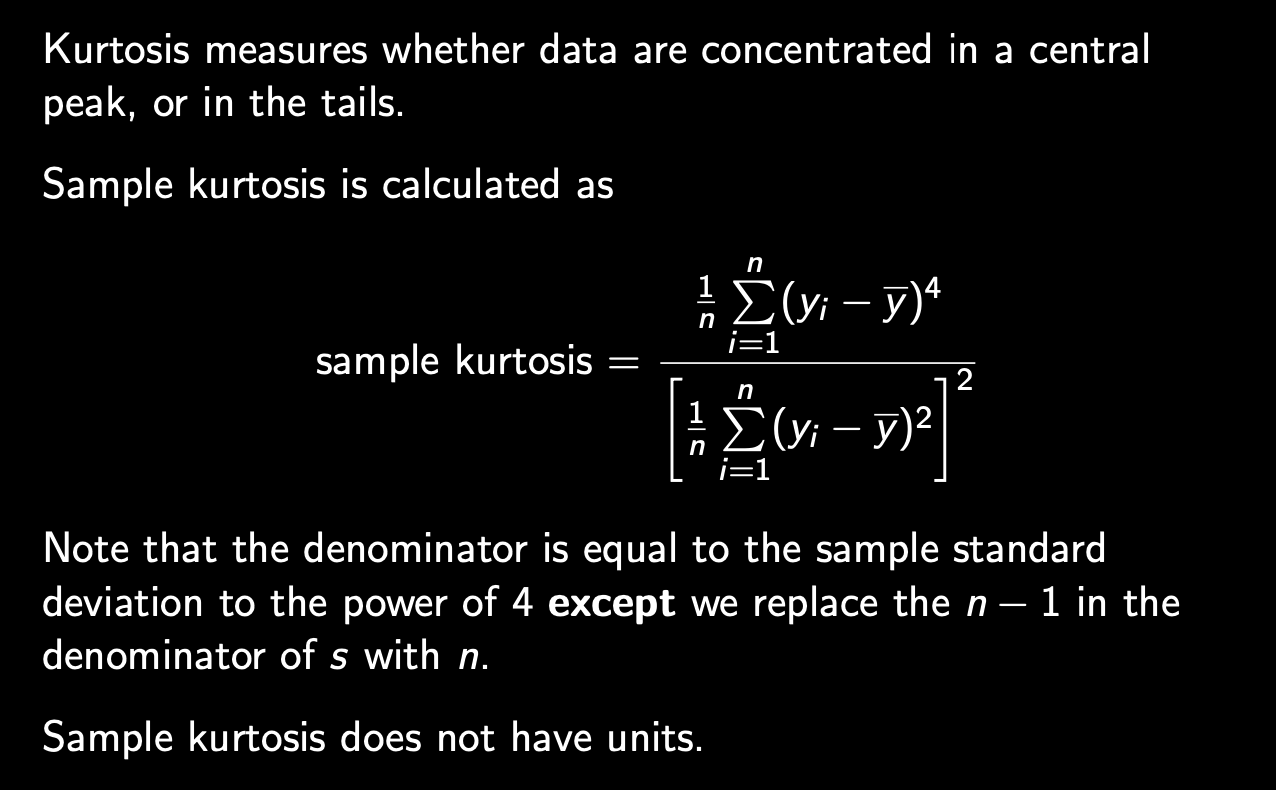 Kurtosis measures whether data are concentrated in a central
peak, or in the tails.
Sample kurtosis is calculated as
sample kurtosis = \frac{\frac{1}{n}\sum_{i=1}^{n}(y_i - \overline{y})^4}{\left[\frac{1}{n}\sum_{i=1}^{n}(y_i - \overline{y})^2\right]^2}
Note that the denominator is equal to the sample standard
deviation to the power of 4 except we replace the n − 1 in the
denominator of s with n.
Sample kurtosis does not have units.